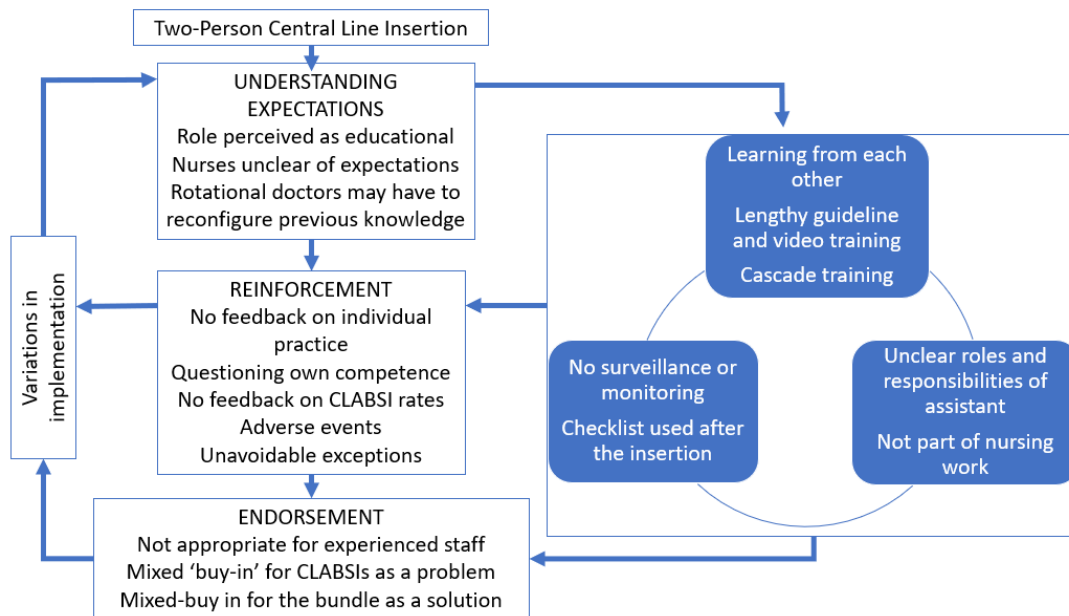 Two-Person Central Line Insertion
UNDERSTANDING
EXPECTATIONS
Role perceived as educational
Nurses unclear of expectations
Rotational doctors may have to
reconfigure previous knowledge
Variations in
implementation
REINFORCEMENT
No feedback on individual
practice
Questioning own competence
No feedback on CLABSI rates
Adverse events
Unavoidable exceptions
ENDORSEMENT
Not appropriate for experienced staff
Mixed ‘buy-in’ for CLABSIs as a problem
Mixed-buy in for the bundle as a solution
Learning from each
other
Lengthy guideline
and video training
Cascade training
No surveillance or
monitoring
Checklist used after
the insertion
Unclear roles and
responsibilities of
assistant
Not part of nursing
work